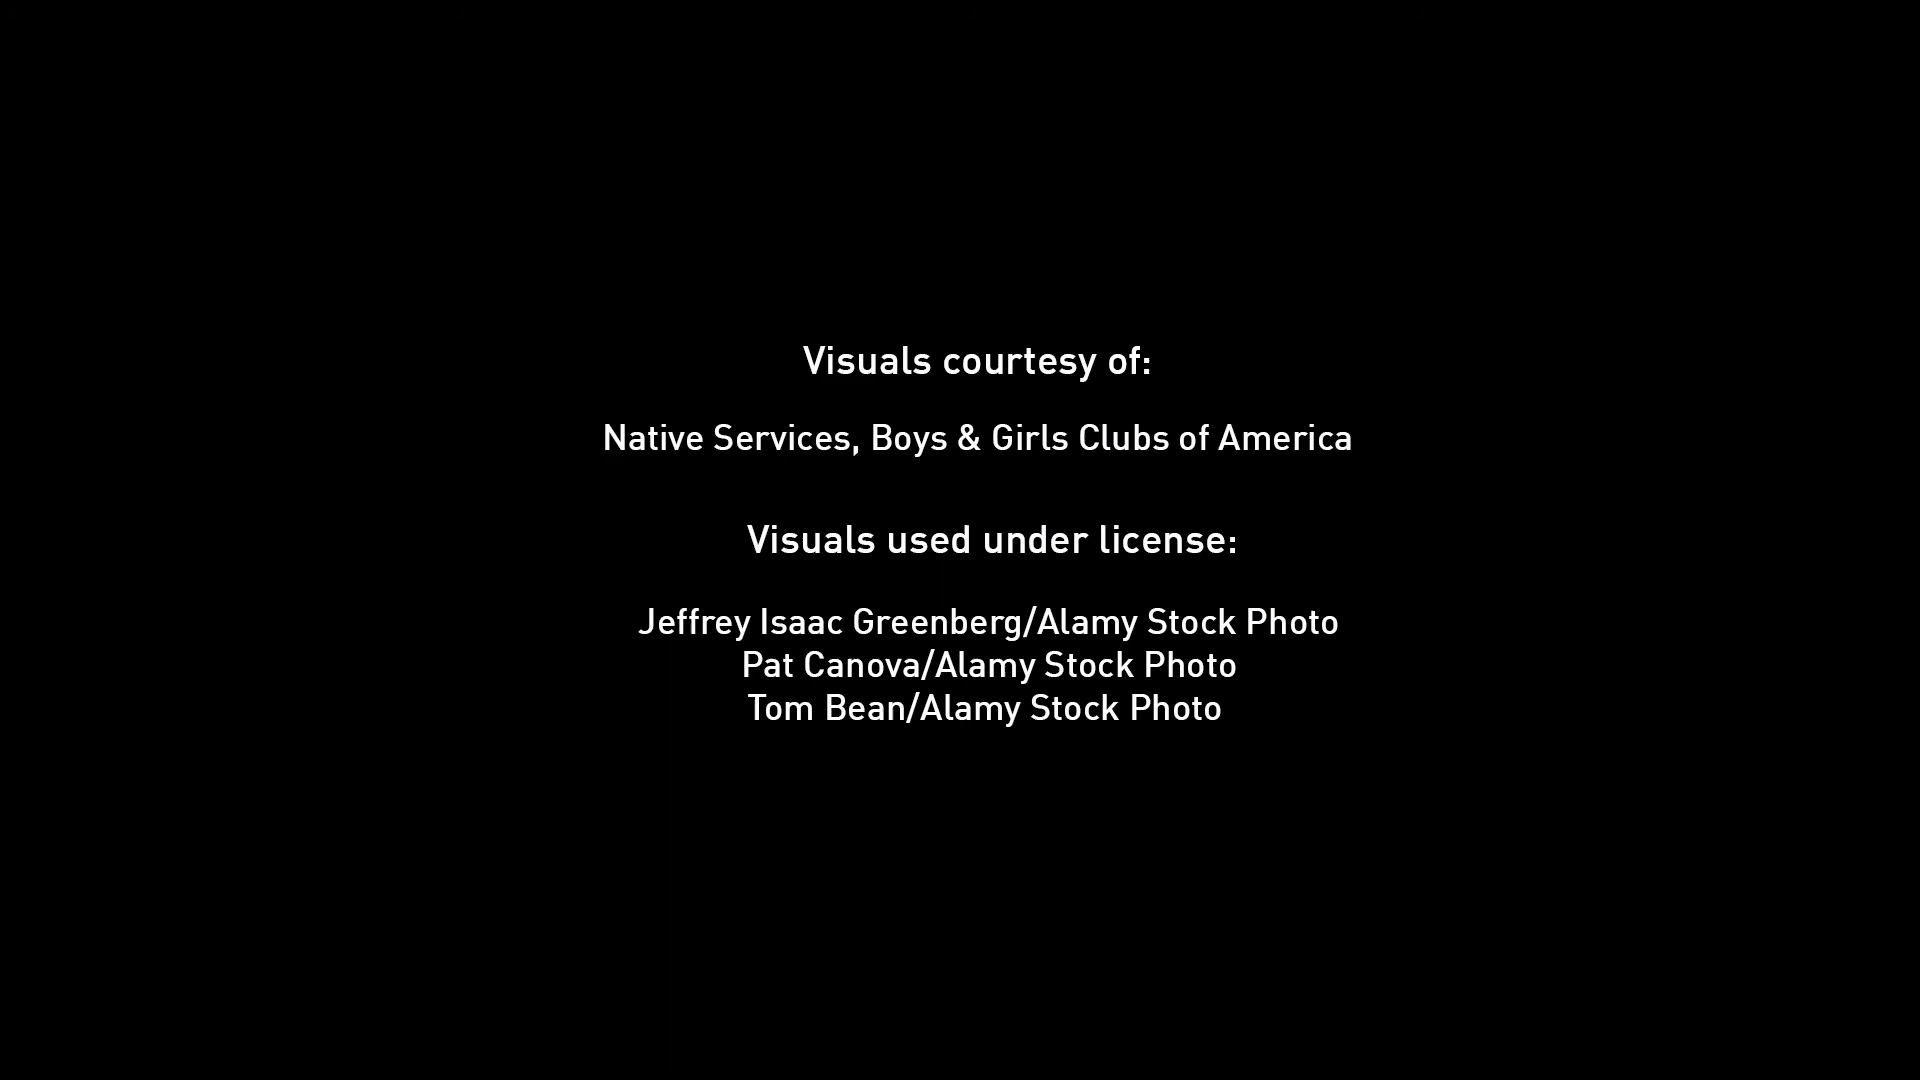 Visuals courtesy of:
Native Services, Boys & Girls Clubs of America
Visuals used under license:
Jeffrey Isaac Greenberg/Alamy Stock Photo
Pat Canova/Alamy Stock Photo
Tom Bean/Alamy Stock Photo